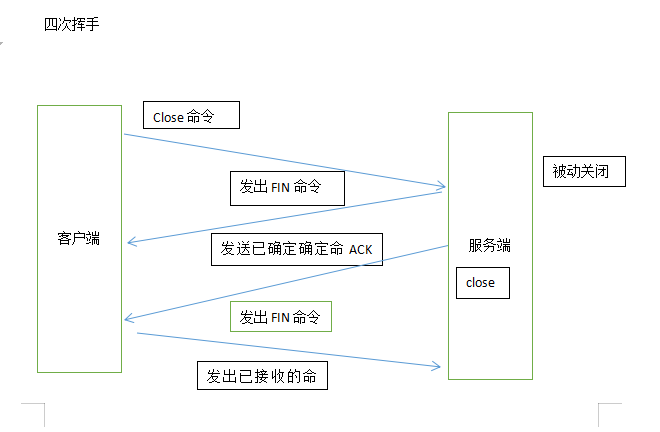 四次挥手
Close 命令
被动关闭
发出 FIN 命令
客户端
发送已确定确定命 ACK
服务端
close
发出 FIN 命令
发出已接收的命